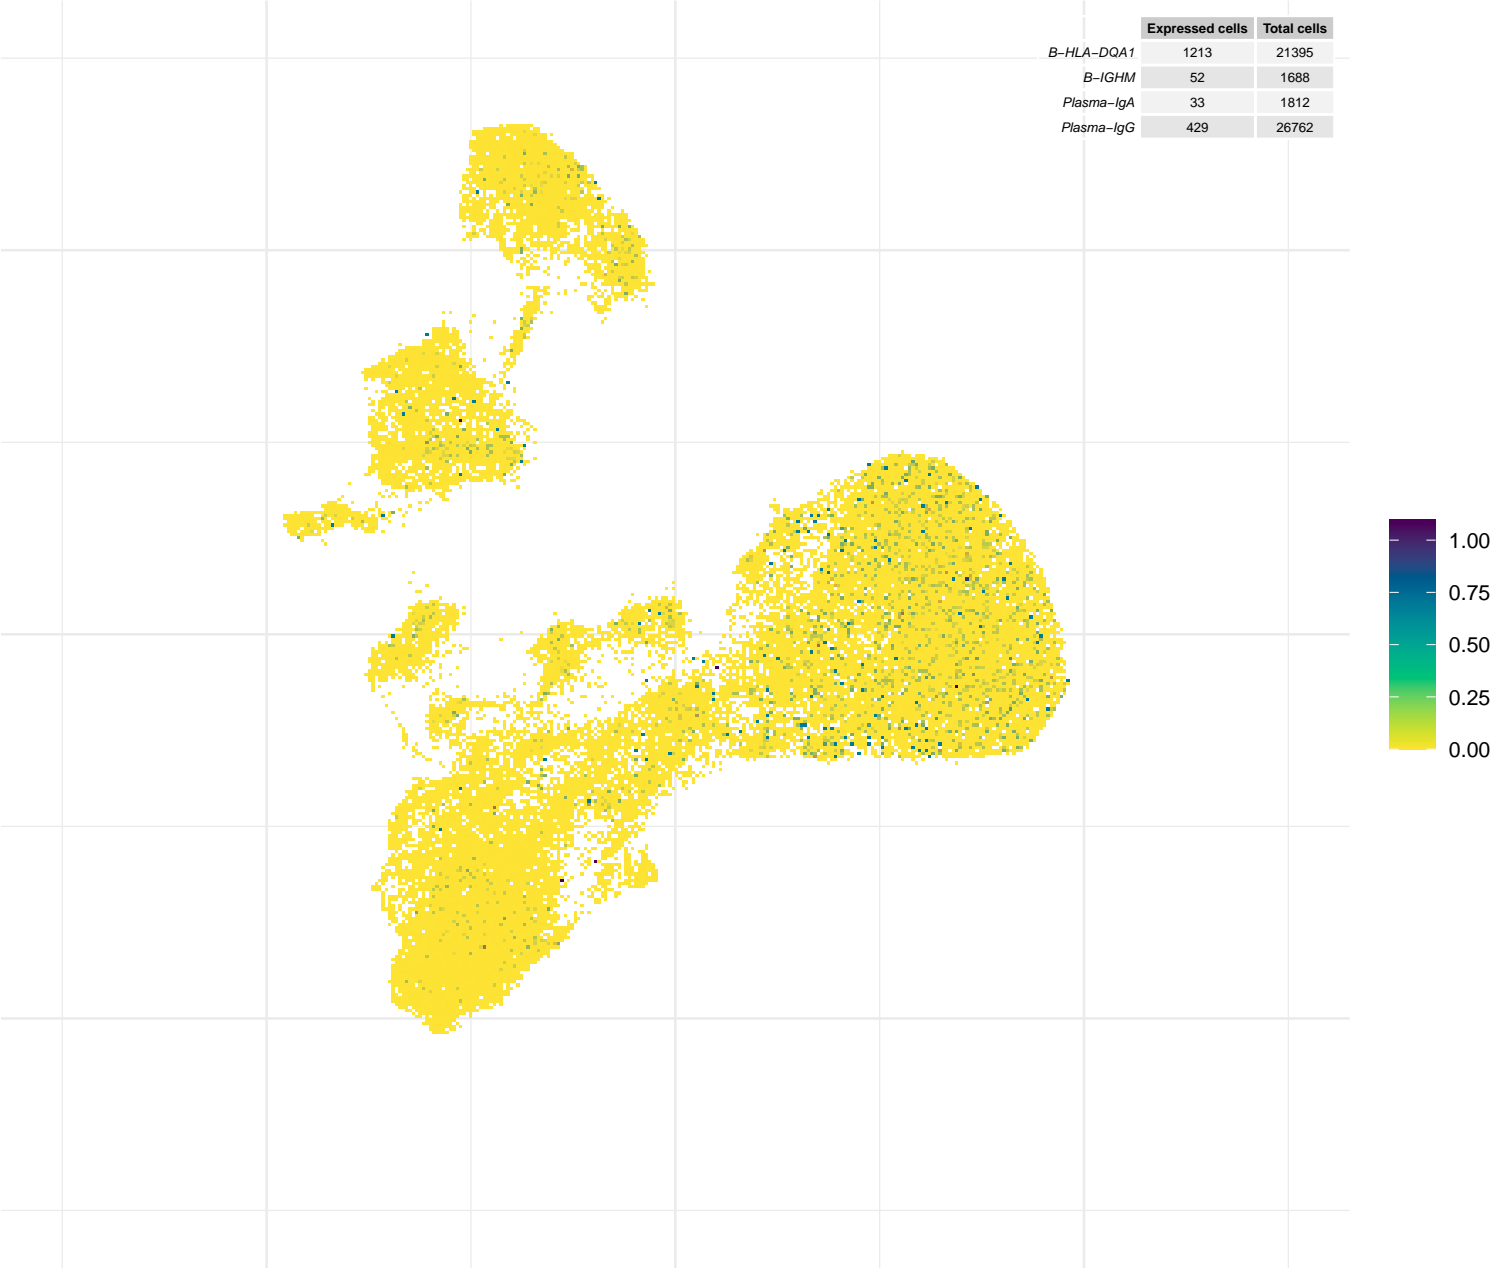 Expressed cells Total cells
B−HLA−DQA1 1213 21395
B−IGHM 52 1688
Plasma−IgA 33 1812
Plasma−IgG 429 26762
1.00
0.75
0.50
0.25
0.00